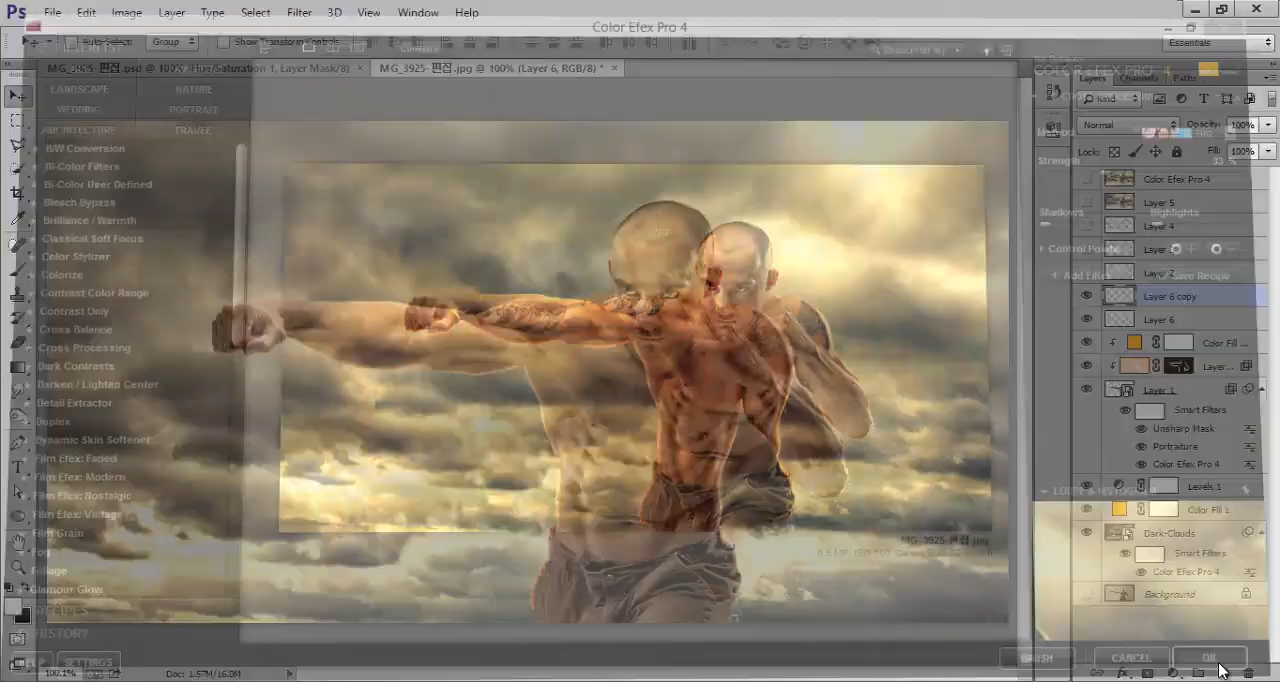 Ps File Edit Image Layer Type Select Filter 3D View Window Help
Color Efex Pro 4
Auto-Select: Group Show Transform Controls
Essentials
MG_3925-편집.psd @ 100% (Hue/Saturation 1, Layer Mask/8)
MG_3925-편집.jpg @ 100% (Layer 6, RGB/8) *
LANDSCAPE NATURE
WEDDING PORTRAIT
ARCHITECTURE TRAVEL
B/W Conversion
Bi-Color Filters
Bi-Color User Defined
Bleach Bypass
Brilliance / Warmth
Classical Soft Focus
Color Stylizer
Colorize
Contrast Color Range
Contrast Only
Cross Balance
Cross Processing
Dark Contrasts
Darken / Lighten Center
Detail Extractor
Duplex
Dynamic Skin Softener
Film Efex: Faded
Film Efex: Modern
Film Efex: Nostalgic
Film Efex: Vintage
Film Grain
Fog
Foliage
Glamour Glow
RECIPES
HISTORY
HELP SETTINGS
100.1%
Doc: 1.57M/16.0M
MG_3925-편집.jpg
COLOR EFEX PRO 4
Layers Channels Paths
Kind
Normal Opacity: 100%
Method
Lock: Fill: 100%
Strength 33 %
Color Efex Pro 4
Layer 5
Shadows Highlights
Layer 4
Control Points
Layer 2
Add Filter Save Recipe
Layer 6 copy
Layer 6
Color Fill ...
Layer...
Layer 1
Smart Filters
Unsharp Mask
Portraiture
Color Efex Pro 4
Levels 1
LOUPE & HISTOGRAM
Color Fill 1
Dark-Clouds
Smart Filters
Color Efex Pro 4
Background
BRUSH CANCEL OK